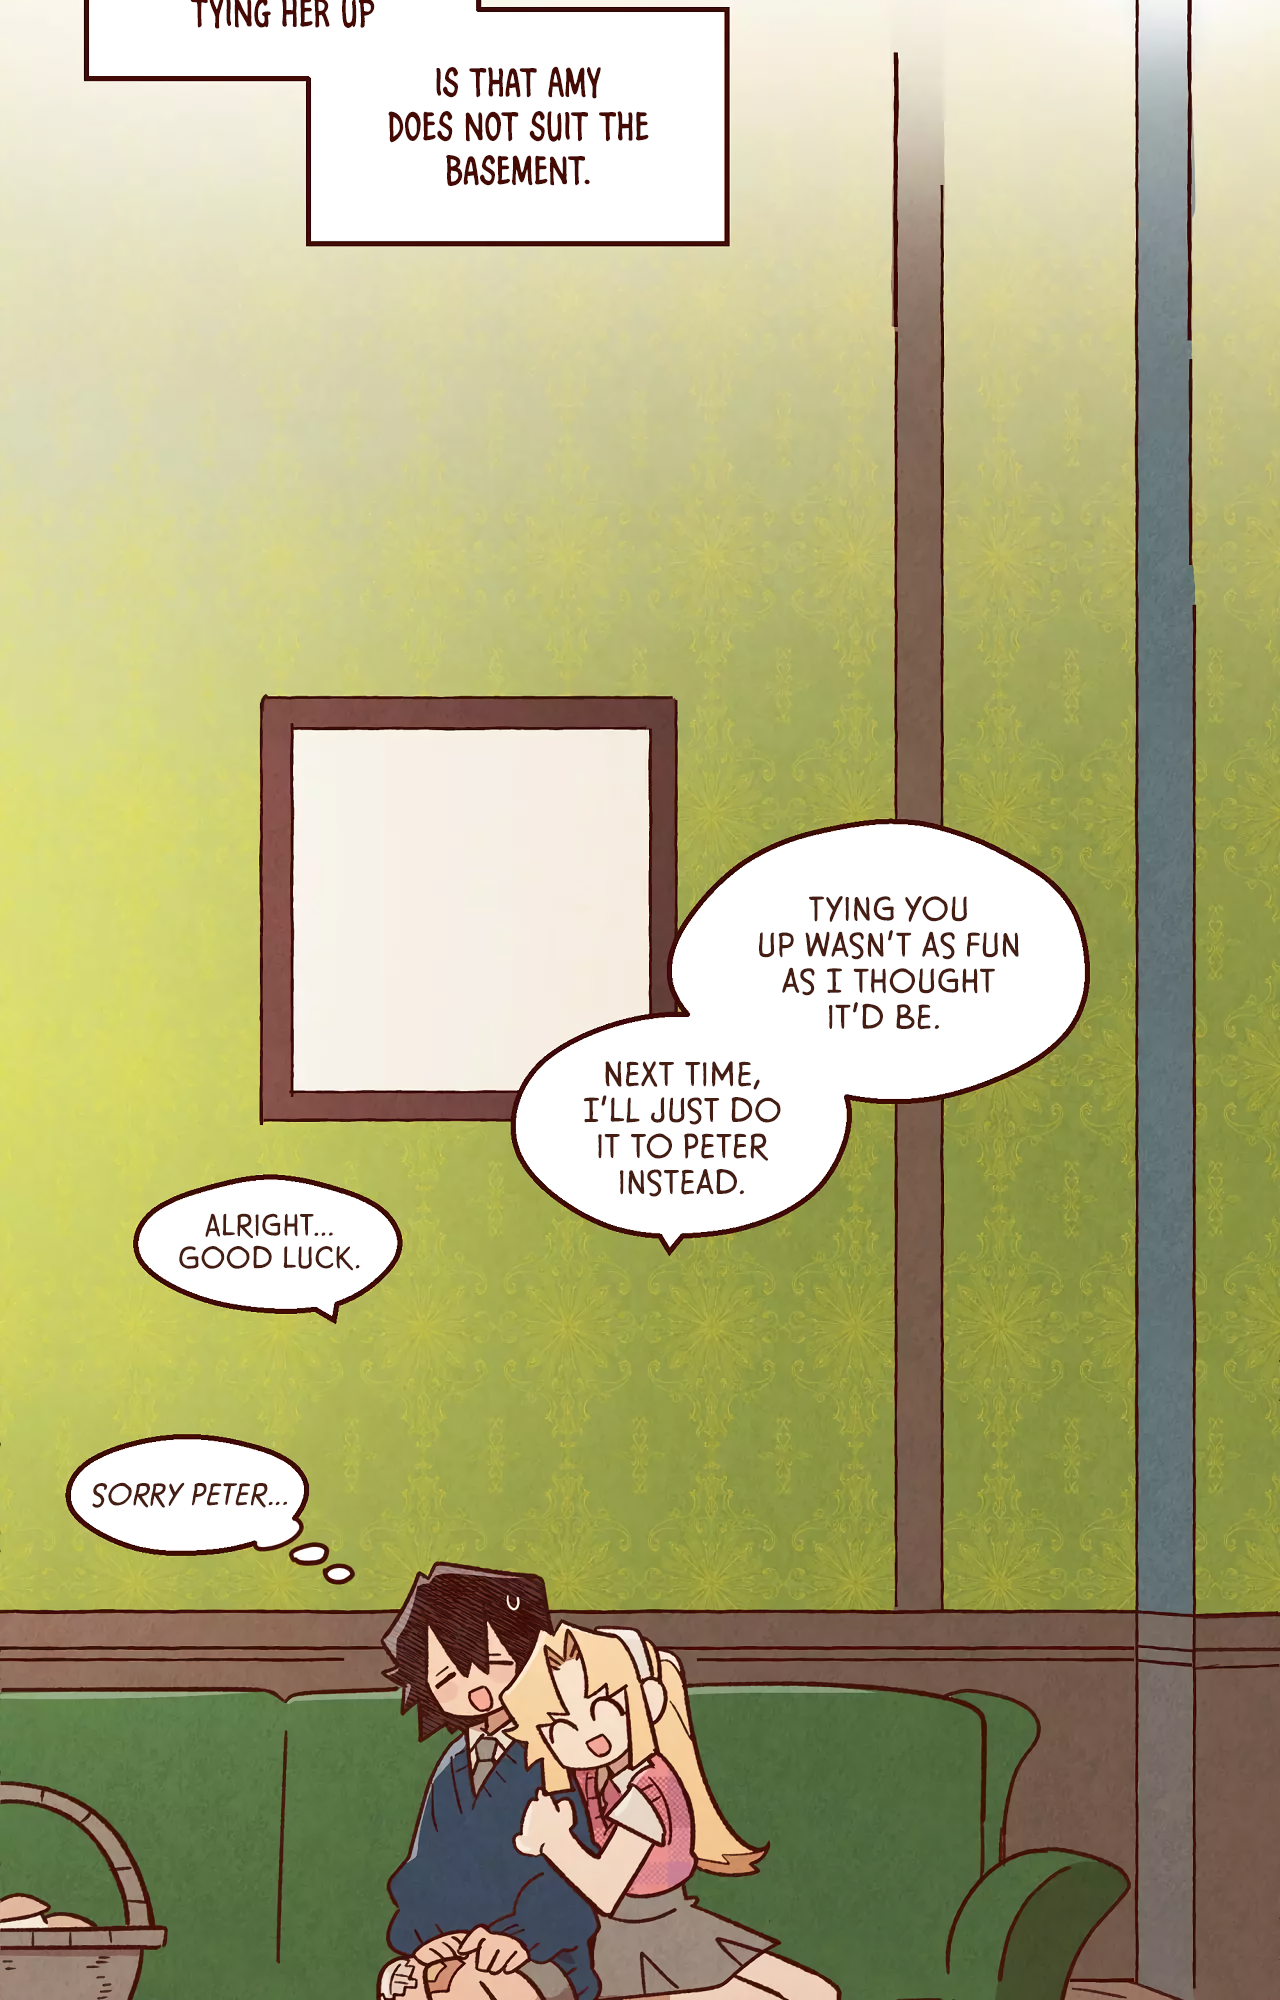 TYING HER UP
IS THAT AMY
DOES NOT SUIT THE
BASEMENT.
TYING YOU
UP WASN'T AS FUN
AS I THOUGHT
IT'D BE.
NEXT TIME,
I'LL JUST DO
IT TO PETER
INSTEAD.
ALRIGHT...
GOOD LUCK.
SORRY PETER...